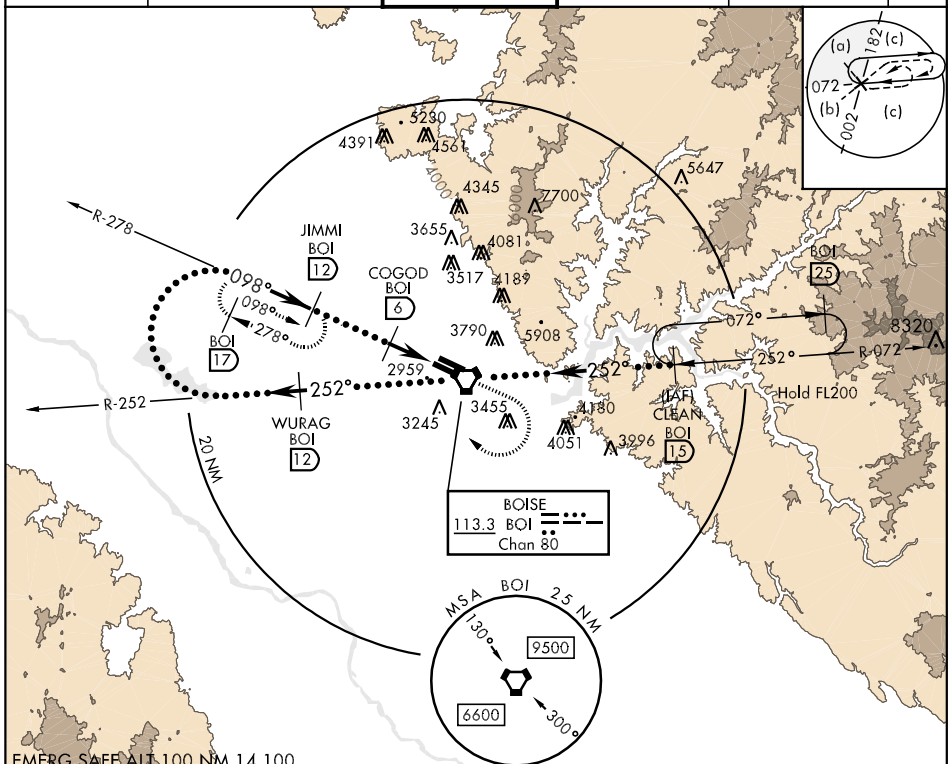 (a)
182
(c)
072
(b)
002
(c)
5230
4391
4561
4000
4345
6000
7700
5647
R-278
JIMMI
BOI
12
3655
4081
3517
4189
COGOD
BOI
6
098°
098°
278°
BOI
17
3790
5908
BOI
25
072°
8320
2959
252°
252°
R-072
252°
R-252
(IAF)
CLEAN
BOI
15
Hold FL200
WURAG
BOI
12
3245
3455
4180
4051
3996
20 NM
BOISE
113.3 BOI
Chan 80
MSA BOI 25 NM
130°
9500
6600
300°
EMERG SAFE ALT 100 NM 14,100